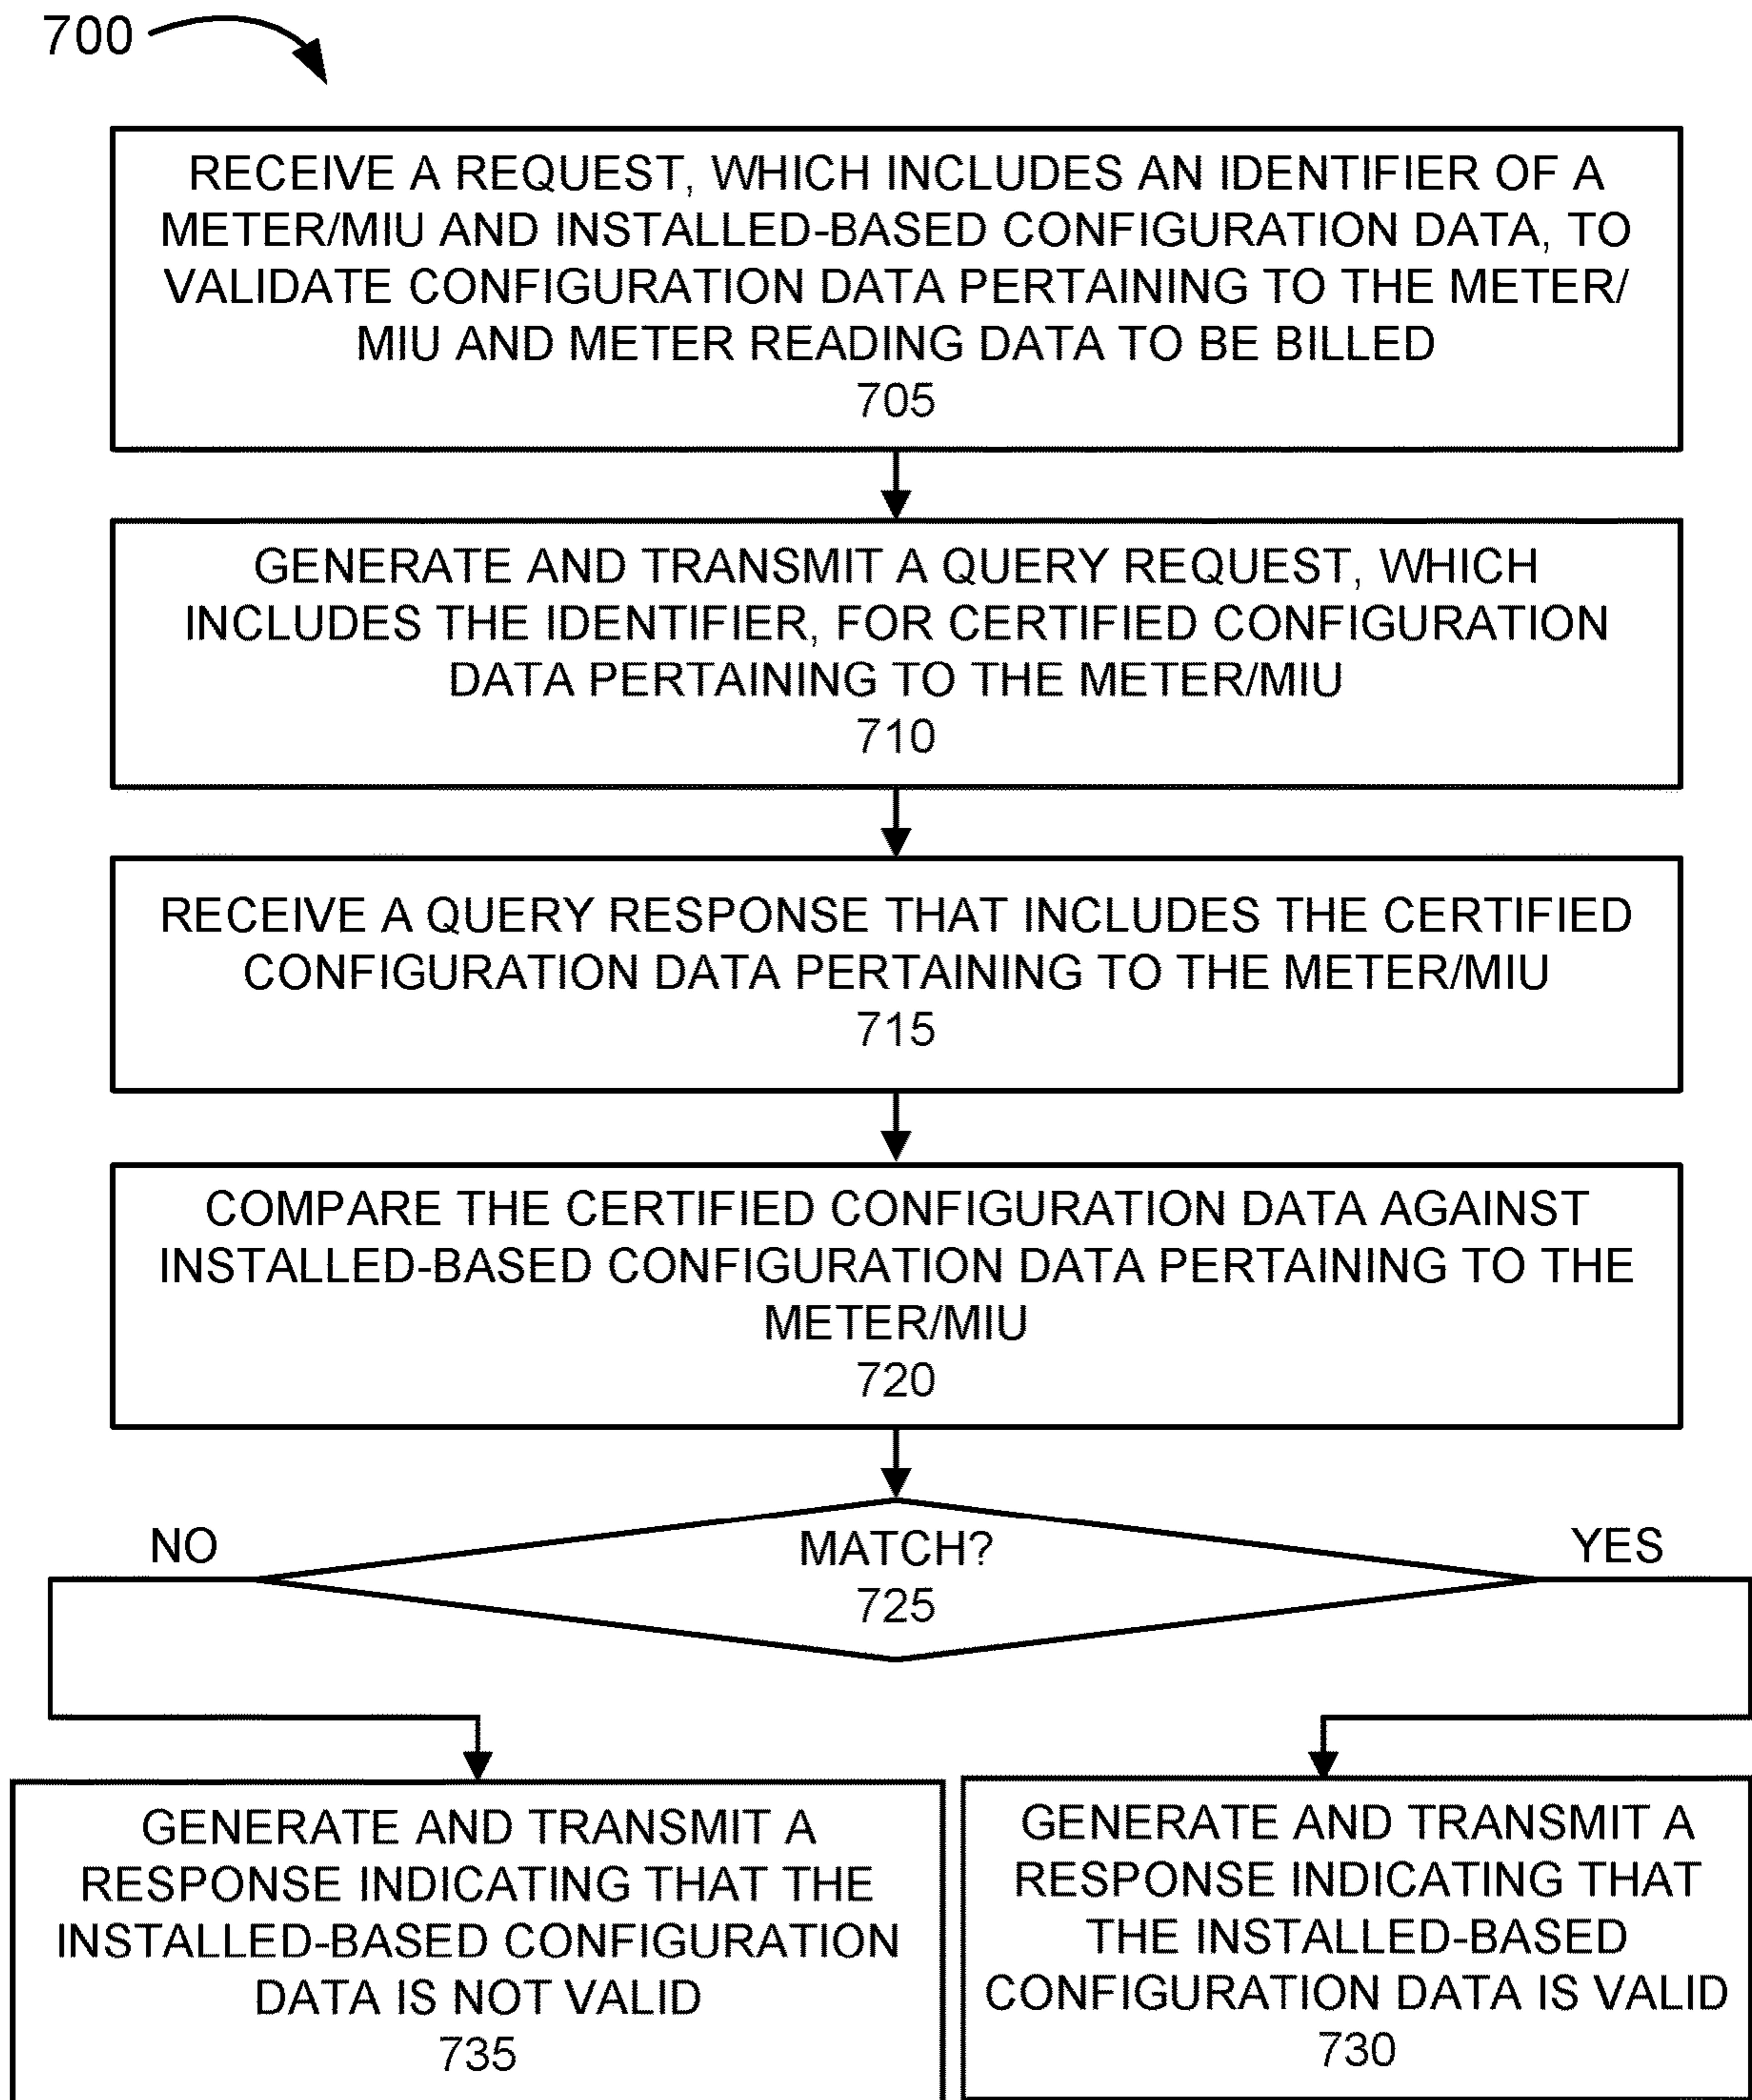 700
RECEIVE A REQUEST, WHICH INCLUDES AN IDENTIFIER OF A
METER/MIU AND INSTALLED-BASED CONFIGURATION DATA, TO
VALIDATE CONFIGURATION DATA PERTAINING TO THE METER/
MIU AND METER READING DATA TO BE BILLED
705
GENERATE AND TRANSMIT A QUERY REQUEST, WHICH
INCLUDES THE IDENTIFIER, FOR CERTIFIED CONFIGURATION
DATA PERTAINING TO THE METER/MIU
710
RECEIVE A QUERY RESPONSE THAT INCLUDES THE CERTIFIED
CONFIGURATION DATA PERTAINING TO THE METER/MIU
715
COMPARE THE CERTIFIED CONFIGURATION DATA AGAINST
INSTALLED-BASED CONFIGURATION DATA PERTAINING TO THE
METER/MIU
720
NO
MATCH?
YES
725
GENERATE AND TRANSMIT A
RESPONSE INDICATING THAT THE
INSTALLED-BASED CONFIGURATION
DATA IS NOT VALID
735
GENERATE AND TRANSMIT A
RESPONSE INDICATING THAT
THE INSTALLED-BASED
CONFIGURATION DATA IS VALID
730